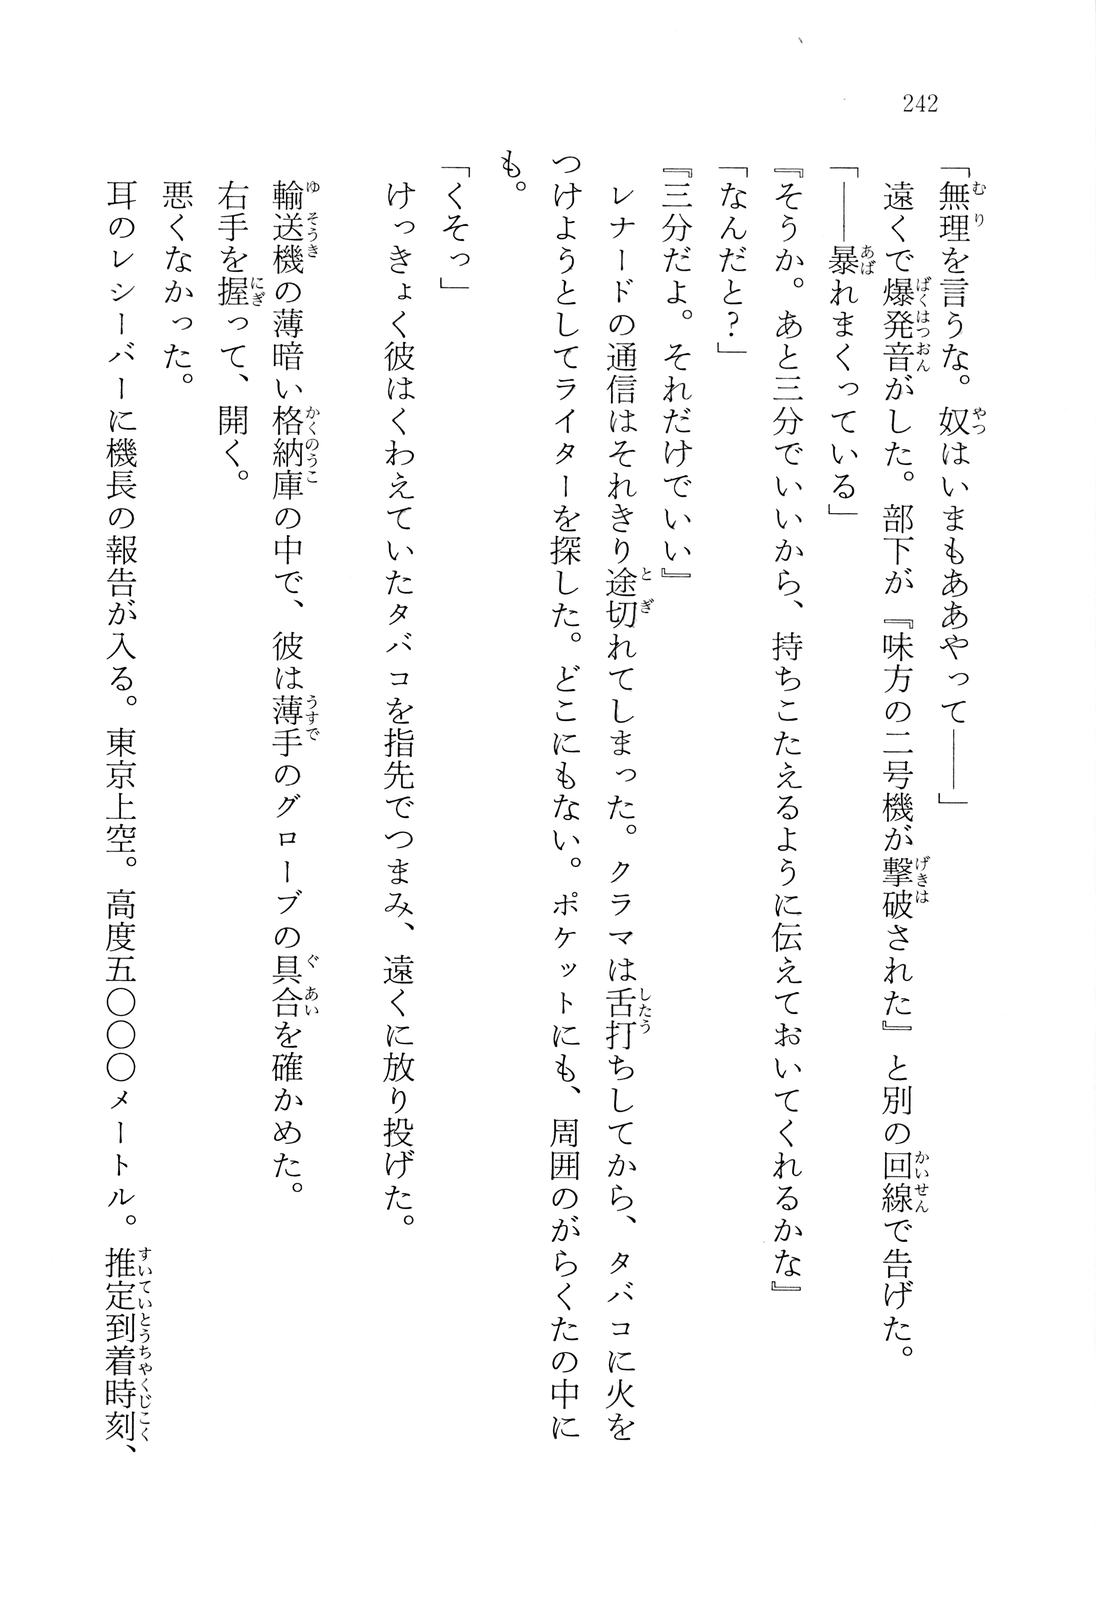 242
「無理を言うな。奴はいまもああやって――」
遠くで爆発音がした。部下が『味方の二号機が撃破された』と別の回線で告げた。
「――暴れまくっている」
『そうか。あと三分でいいから、持ちこたえるように伝えておいてくれるかな』
「なんだと？」
『三分だよ。それだけでいい』
レナードの通信はそれきり途切れてしまった。クラマは舌打ちしてから、タバコに火を
つけようとしてライターを探した。どこにもない。ポケットにも、周囲のがらくたの中に
も。
「くそっ」
けっきょく彼はくわえていたタバコを指先でつまみ、遠くに放り投げた。
輸送機の薄暗い格納庫の中で、彼は薄手のグローブの具合を確かめた。
右手を握って、開く。
悪くなかった。
耳のレシーバーに機長の報告が入る。東京上空。高度五〇〇〇メートル。推定到着時刻、